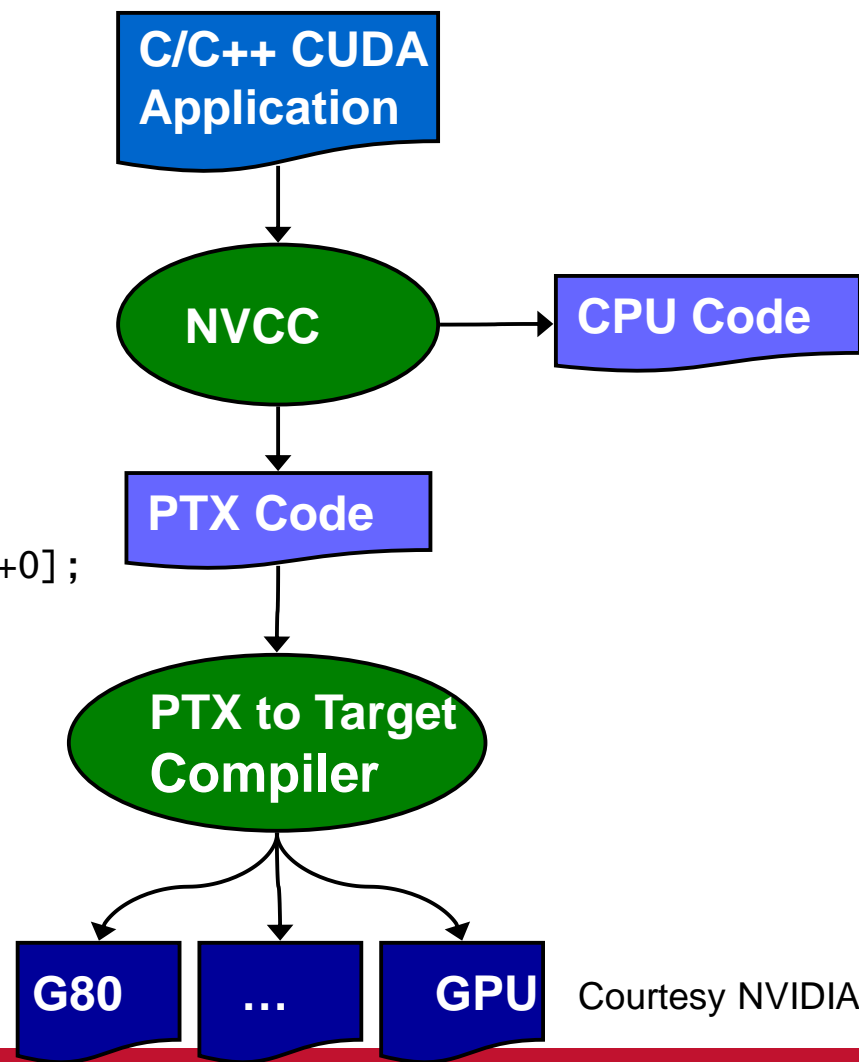 C/C++ CUDA
Application
NVCC
CPU Code
PTX Code
+0];
PTX to Target
Compiler
G80
...
GPU
Courtesy NVIDIA